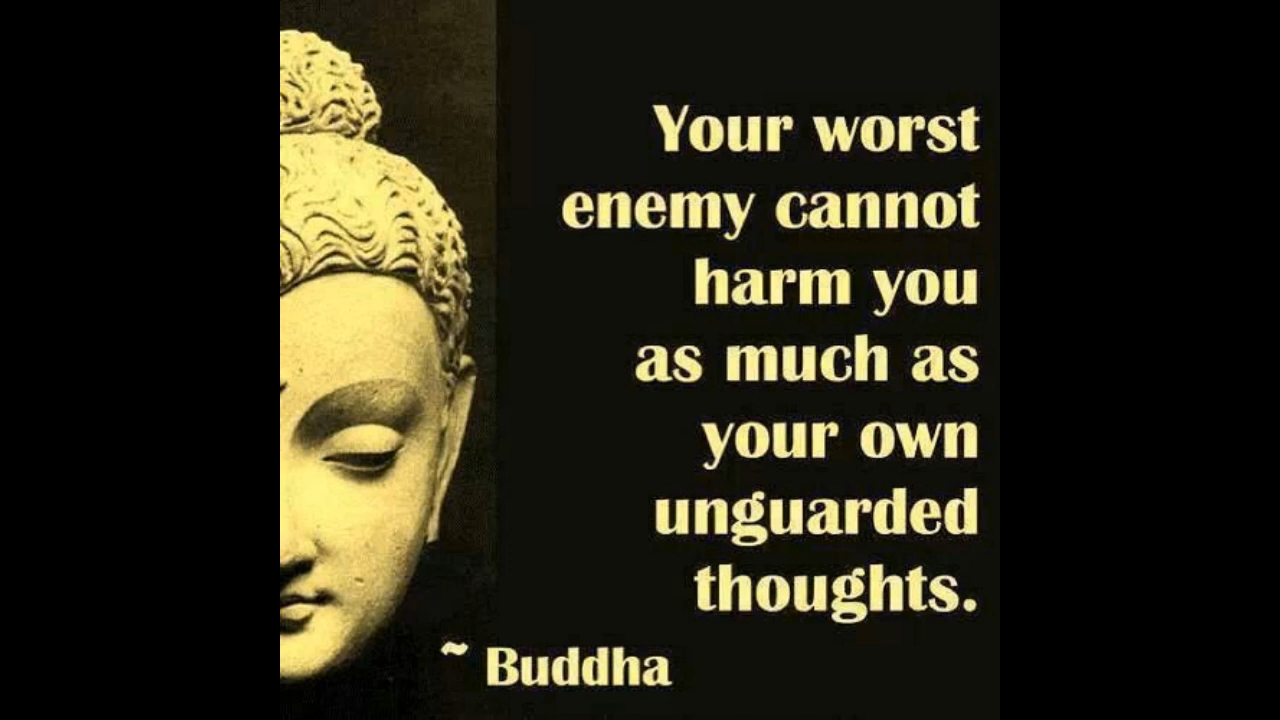 Your worst
enemy cannot
harm you
as much as
your own
unguarded
thoughts.
~ Buddha